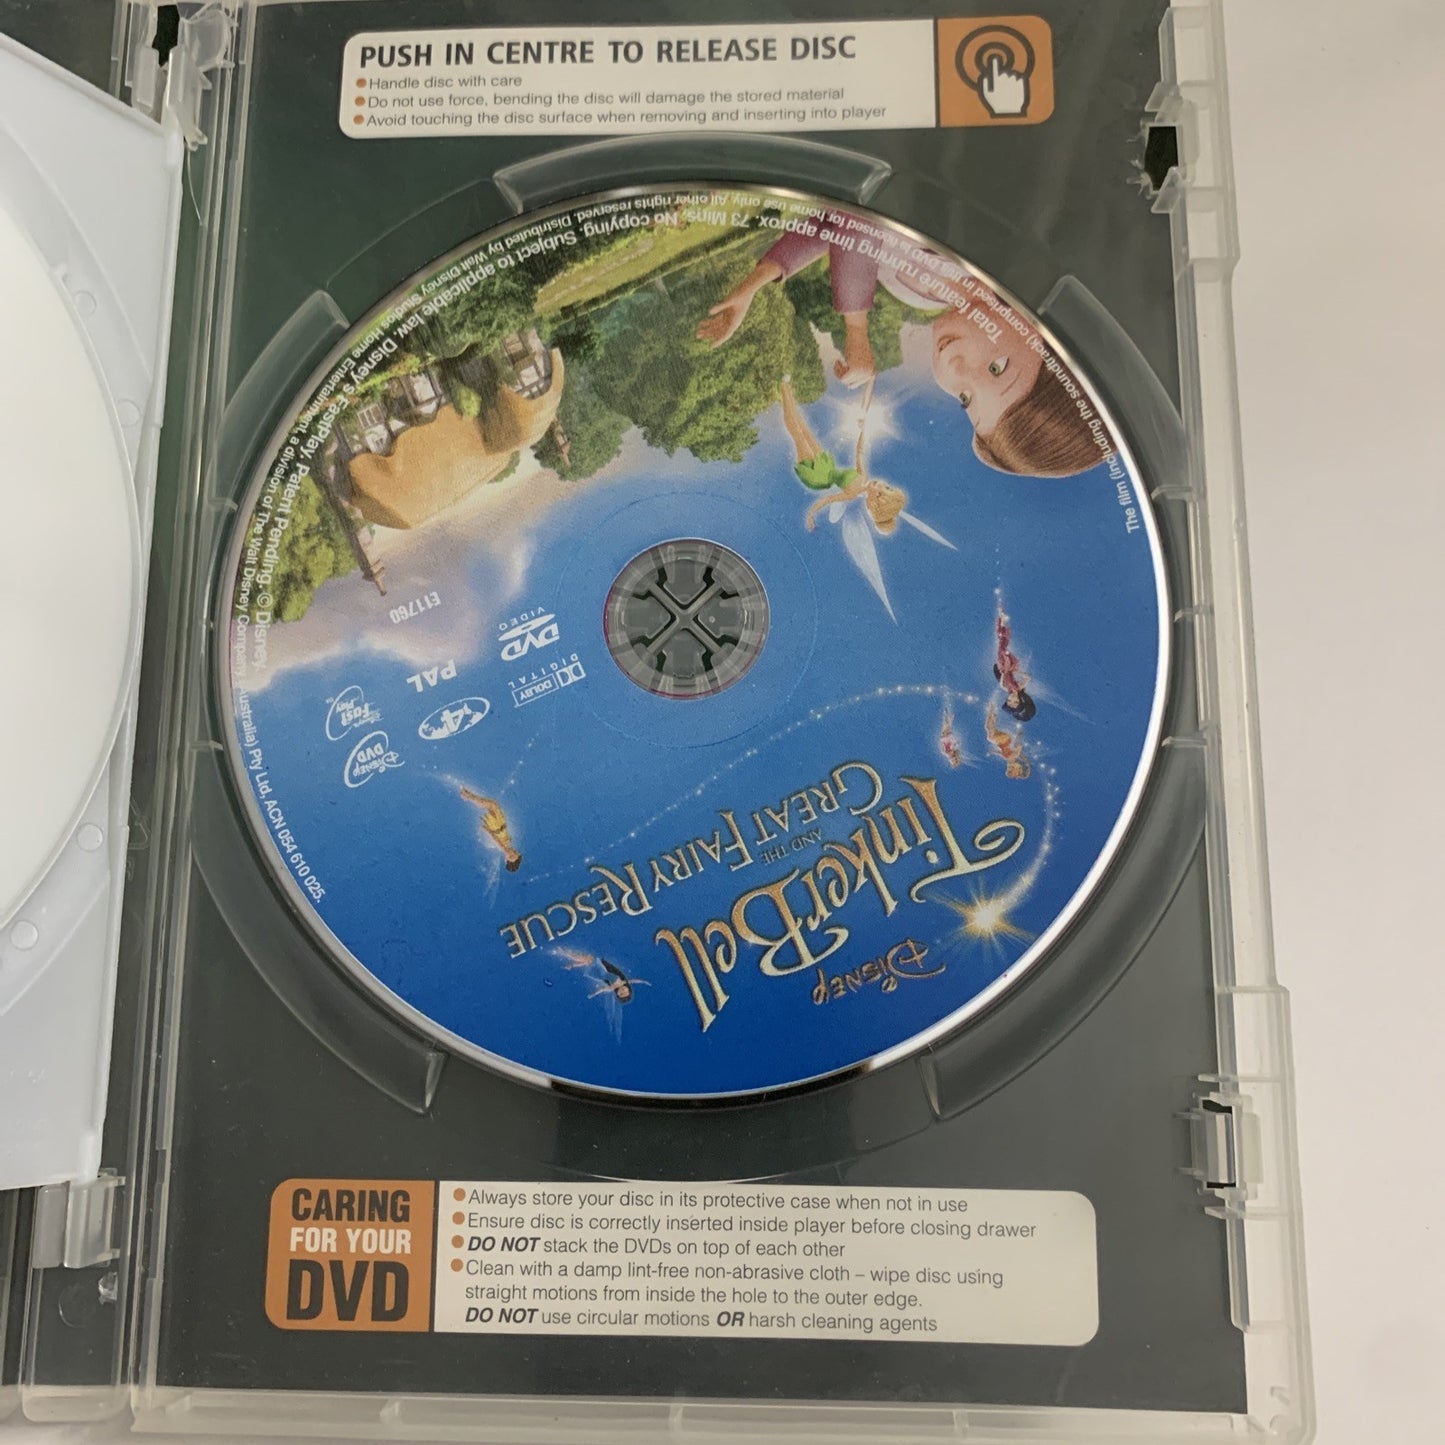 PUSH IN CENTRE TO RELEASE DISC
Handle disc with care
Do not use force, bending the disc will damage the stored material
Avoid touching the disc surface when removing and inserting into player
DISNEY
Tinker Bell
AND THE
GREAT FAIRY RESCUE
DISNEY
DVD
Disney's
Fast
Play
PAL
4
DOLBY
DIGITAL
DVD
VIDEO
E11760
The film (including the soundtrack) comprised in this DVD is licensed for home use only. All other rights reserved. Distributed by Walt Disney Studios Home Entertainment, a division of The Walt Disney Company (Australia) Pty Ltd, ACN 054 610 025.
Total feature running time approx. 73 Mins. No copying. Subject to applicable law. Disney's FastPlay. Patent Pending. © Disney.
CARING
FOR YOUR
DVD
Always store your disc in its protective case when not in use
Ensure disc is correctly inserted inside player before closing drawer
DO NOT stack the DVDs on top of each other
Clean with a damp lint-free non-abrasive cloth – wipe disc using
straight motions from inside the hole to the outer edge.
DO NOT use circular motions OR harsh cleaning agents